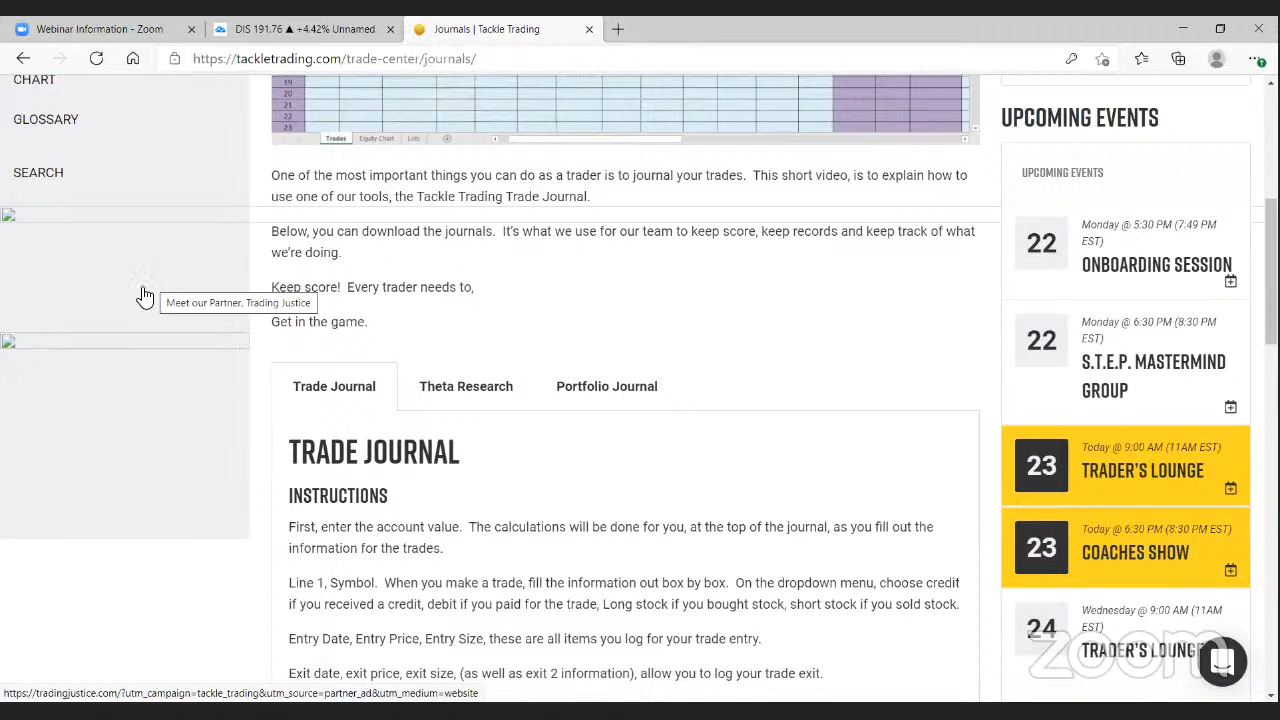 Webinar Information - Zoom
DIS 191.76 ▲ +4.42% Unnamed
Journals | Tackle Trading
https://tackletrading.com/trade-center/journals/
CHART
GLOSSARY
SEARCH
Meet our Partner, Trading Justice
19
20
21
22
23
Trades Equity Chart Lists
One of the most important things you can do as a trader is to journal your trades. This short video, is to explain how to
use one of our tools, the Tackle Trading Trade Journal.
Below, you can download the journals. It's what we use for our team to keep score, keep records and keep track of what
we're doing.
Keep score! Every trader needs to,
Get in the game.
Trade Journal
Theta Research
Portfolio Journal
TRADE JOURNAL
INSTRUCTIONS
First, enter the account value. The calculations will be done for you, at the top of the journal, as you fill out the
information for the trades.
Line 1, Symbol. When you make a trade, fill the information out box by box. On the dropdown menu, choose credit
if you received a credit, debit if you paid for the trade, Long stock if you bought stock, short stock if you sold stock.
Entry Date, Entry Price, Entry Size, these are all items you log for your trade entry.
Exit date, exit price, exit size, (as well as exit 2 information), allow you to log your trade exit.
UPCOMING EVENTS
UPCOMING EVENTS
22
Monday @ 5:30 PM (7:49 PM
EST)
ONBOARDING SESSION
22
Monday @ 6:30 PM (8:30 PM
EST)
S.T.E.P. MASTERMIND
GROUP
23
Today @ 9:00 AM (11AM EST)
TRADER'S LOUNGE
23
Today @ 6:30 PM (8:30 PM EST)
COACHES SHOW
24
Wednesday @ 9:00 AM (11AM
EST)
TRADER'S LOUNGE
zoom
https://tradingjustice.com/?utm_campaign=tackle_trading&utm_source=partner_ad&utm_medium=website